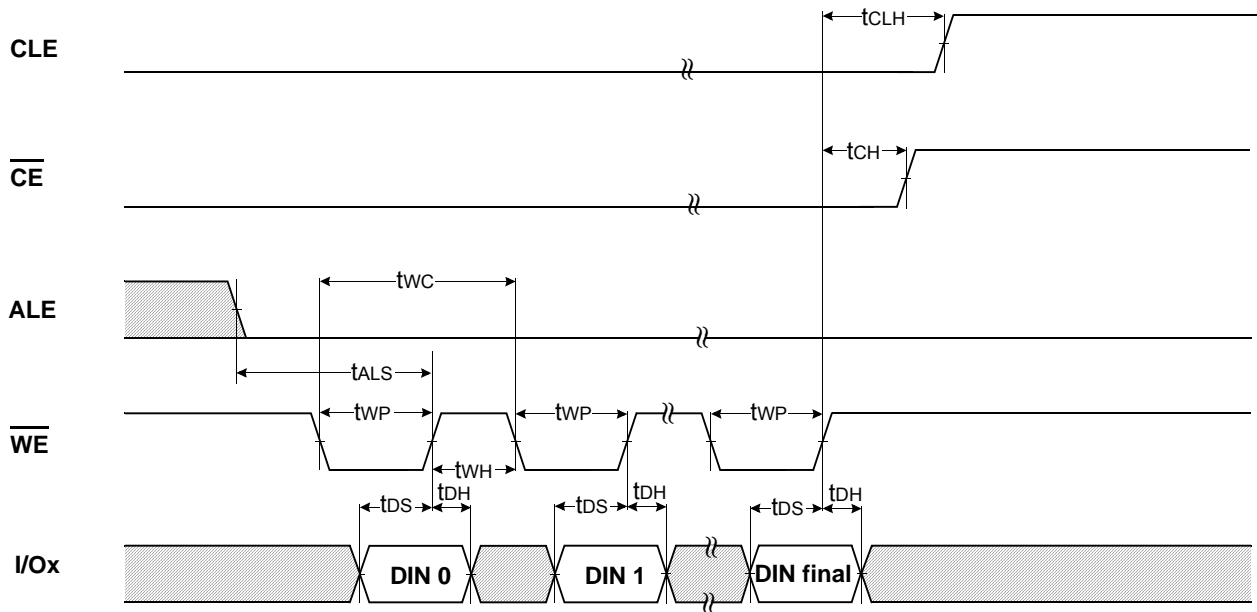 CLE
tCLH
CE
tCH
ALE
tWC
tALS
WE
tWP
tWP
tWP
tWH
tDS
tDH
tDS
tDH
tDS
tDH
I/Ox
DIN 0
DIN 1
DIN final